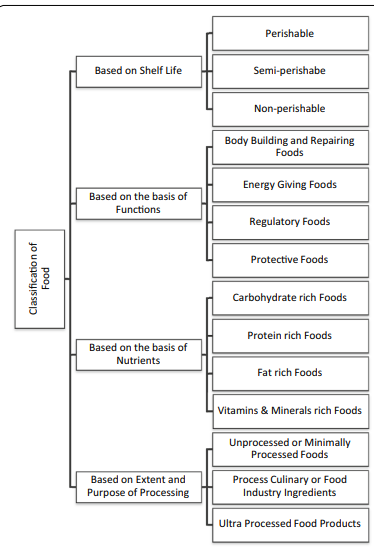 Classification of
Food
Based on Shelf Life
Perishable
Semi-perishabe
Non-perishable
Based on the basis of
Functions
Body Building and Repairing
Foods
Energy Giving Foods
Regulatory Foods
Protective Foods
Based on the basis of
Nutrients
Carbohydrate rich Foods
Protein rich Foods
Fat rich Foods
Vitamins & Minerals rich Foods
Based on Extent and
Purpose of Processing
Unprocessed or Minimally
Processed Foods
Process Culinary or Food
Industry Ingredients
Ultra Processed Food Products